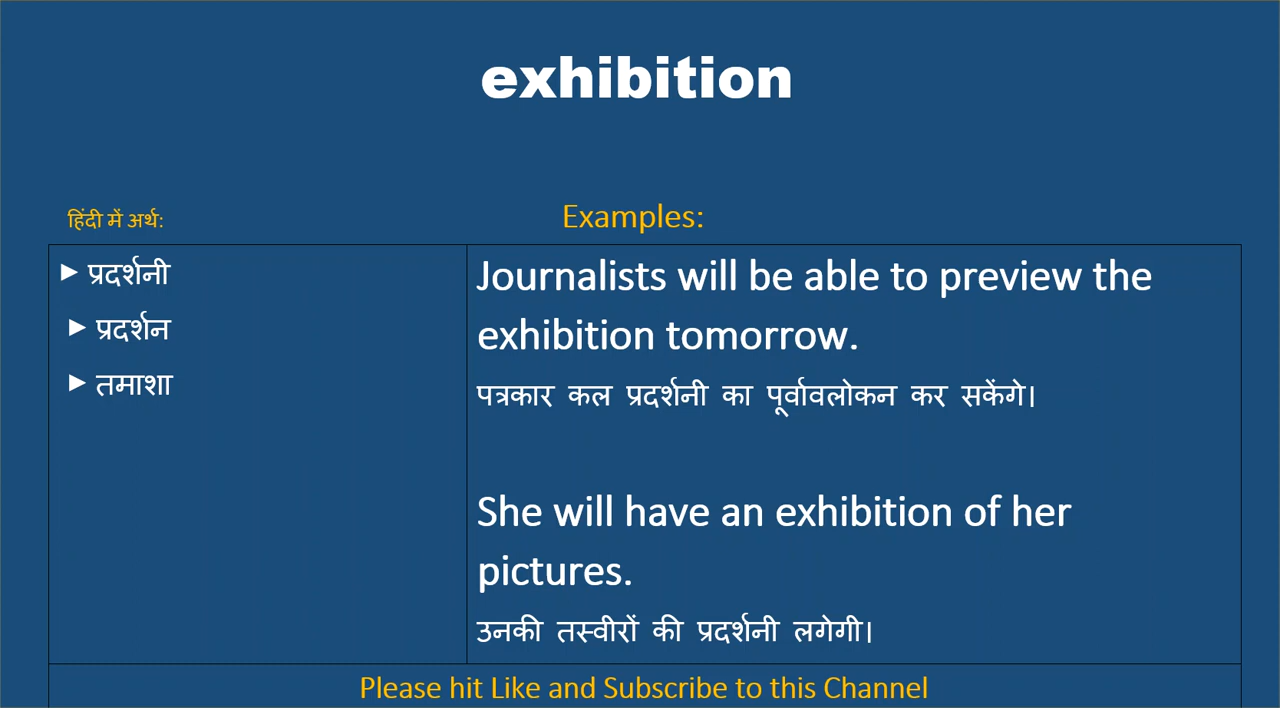 exhibition
हिंदी में अर्थ:
Examples:
► प्रदर्शनी
► प्रदर्शन
► तमाशा
Journalists will be able to preview the
exhibition tomorrow.
पत्रकार कल प्रदर्शनी का पूर्वावलोकन कर सकेंगे।
She will have an exhibition of her
pictures.
उनकी तस्वीरों की प्रदर्शनी लगेगी।
Please hit Like and Subscribe to this Channel